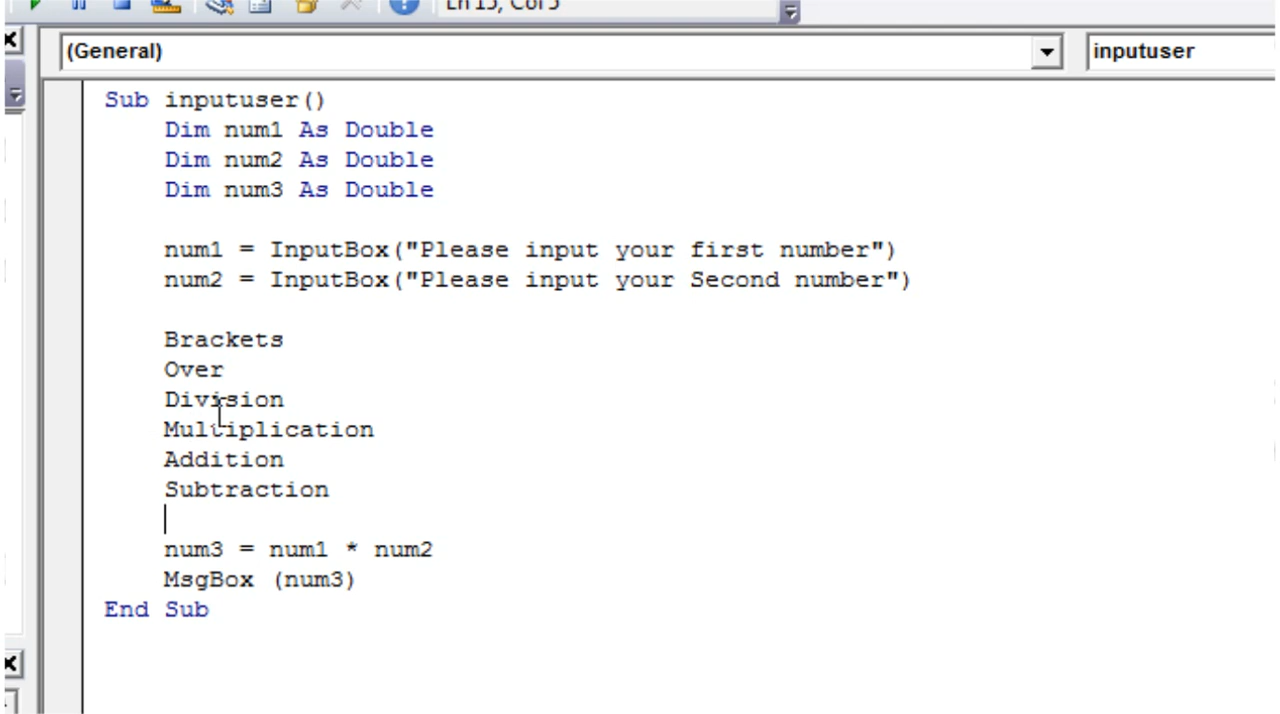 (General)
inputuser
Sub inputuser()
Dim num1 As Double
Dim num2 As Double
Dim num3 As Double
num1 = InputBox("Please input your first number")
num2 = InputBox("Please input your Second number")
Brackets
Over
Division
Multiplication
Addition
Subtraction
num3 = num1 * num2
MsgBox (num3)
End Sub